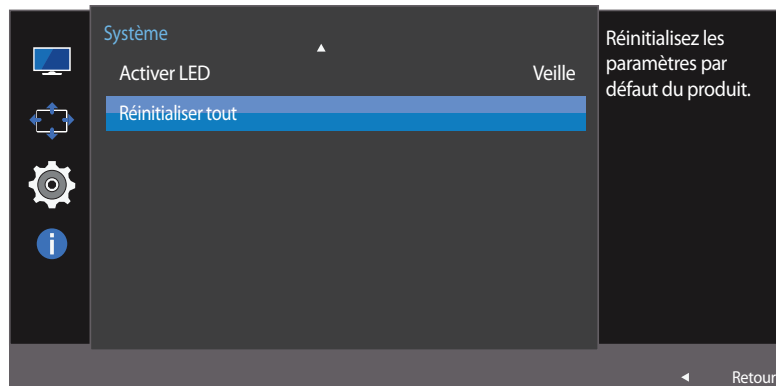 Système
Activer LED Veille
Réinitialiser tout
Réinitialisez les
paramètres par
défaut du produit.
Retour